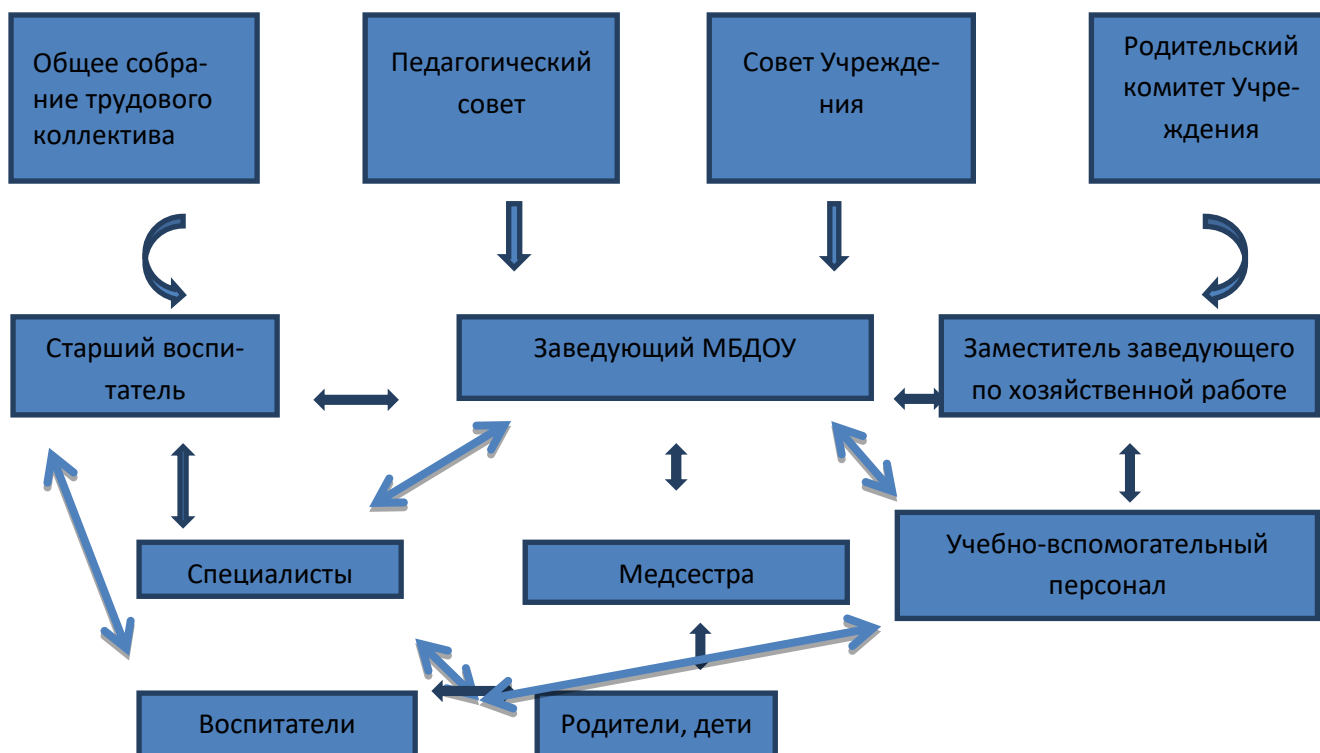 Общее собра-
ние трудового
коллектива
Педагогический
совет
Совет Учрежде-
ния
Родительский
комитет Учре-
ждения
Старший воспи-
татель
Заведующий МБДОУ
Заместитель заведующего
по хозяйственной работе
Специалисты
Медсестра
Учебно-вспомогательный
персонал
Воспитатели
Родители, дети